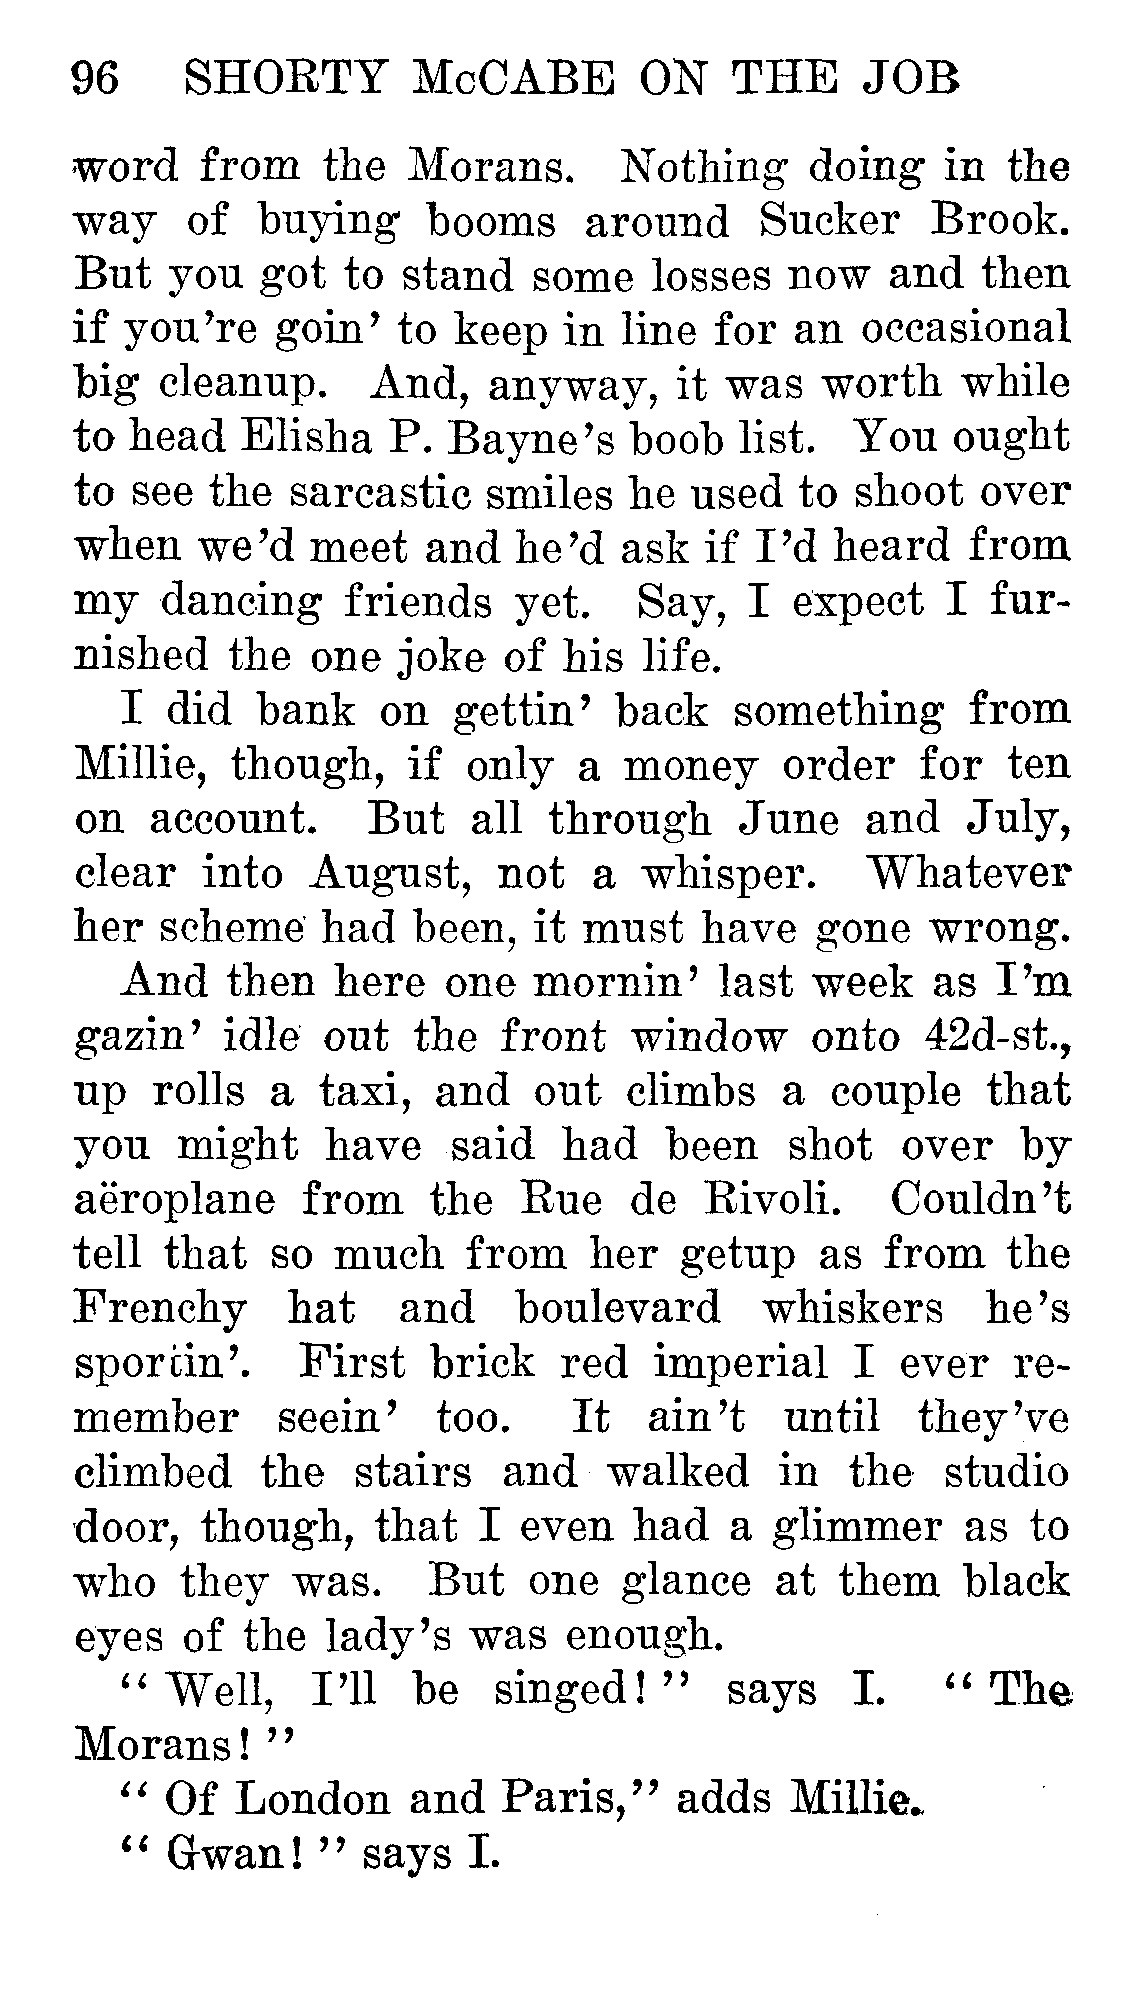 96 SHORTY McCABE ON THE JOB
word from the Morans. Nothing doing in the
way of buying booms around Sucker Brook.
But you got to stand some losses now and then
if you're goin' to keep in line for an occasional
big cleanup. And, anyway, it was worth while
to head Elisha P. Bayne's boob list. You ought
to see the sarcastic smiles he used to shoot over
when we'd meet and he'd ask if I'd heard from
my dancing friends yet. Say, I expect I fur-
nished the one joke of his life.
I did bank on gettin' back something from
Millie, though, if only a money order for ten
on account. But all through June and July,
clear into August, not a whisper. Whatever
her scheme had been, it must have gone wrong.
And then here one mornin' last week as I'm
gazin' idle out the front window onto 42d-st.,
up rolls a taxi, and out climbs a couple that
you might have said had been shot over by
aëroplane from the Rue de Rivoli. Couldn't
tell that so much from her getup as from the
Frenchy hat and boulevard whiskers he's
sportin'. First brick red imperial I ever re-
member seein' too. It ain't until they've
climbed the stairs and walked in the studio
door, though, that I even had a glimmer as to
who they was. But one glance at them black
eyes of the lady's was enough.
"Well, I'll be singed!" says I. "The
Morans!"
"Of London and Paris," adds Millie.
"Gwan!" says I.